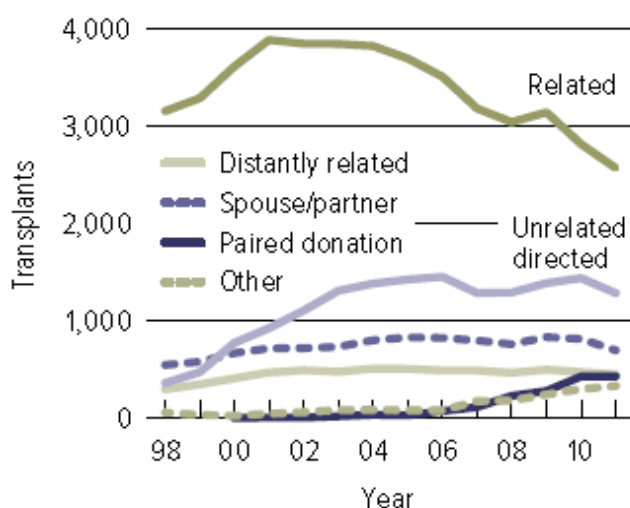 4,000
Related
3,000
Distantly related
Spouse/partner
Paired donation
Other
2,000
Unrelated
directed
1,000
0
Transplants
98 00 02 04 06 08 10
Year